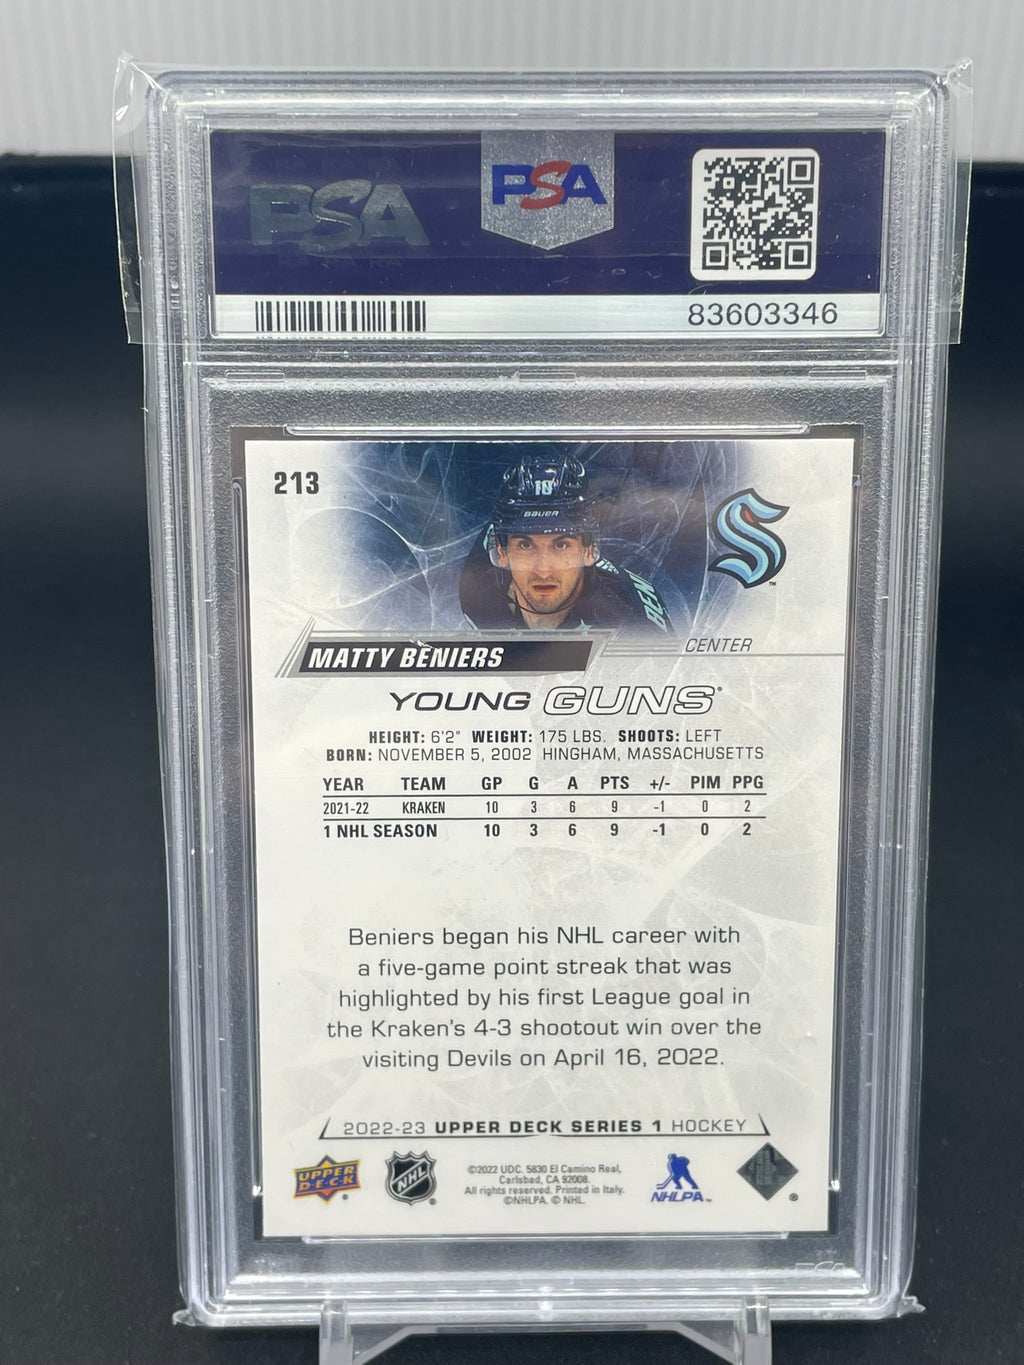 PSA
PSA
83603346
213
10
BAUER
BENI
MATTY BENIERS
CENTER
YOUNG GUNS®
HEIGHT: 6'2" WEIGHT: 175 LBS. SHOOTS: LEFT
BORN: NOVEMBER 5, 2002 HINGHAM, MASSACHUSETTS
YEAR TEAM GP G A PTS +/- PIM PPG
2021-22 KRAKEN 10 3 6 9 -1 0 2
1 NHL SEASON 10 3 6 9 -1 0 2
Beniers began his NHL career with
a five-game point streak that was
highlighted by his first League goal in
the Kraken's 4-3 shootout win over the
visiting Devils on April 16, 2022.
2022-23 UPPER DECK SERIES 1 HOCKEY
UPPER
DECK
NHL
©2022 UDC. 5830 El Camino Real,
Carlsbad, CA 92008.
All rights reserved. Printed in Italy.
©NHLPA. © NHL.
NHLPA™
PSA